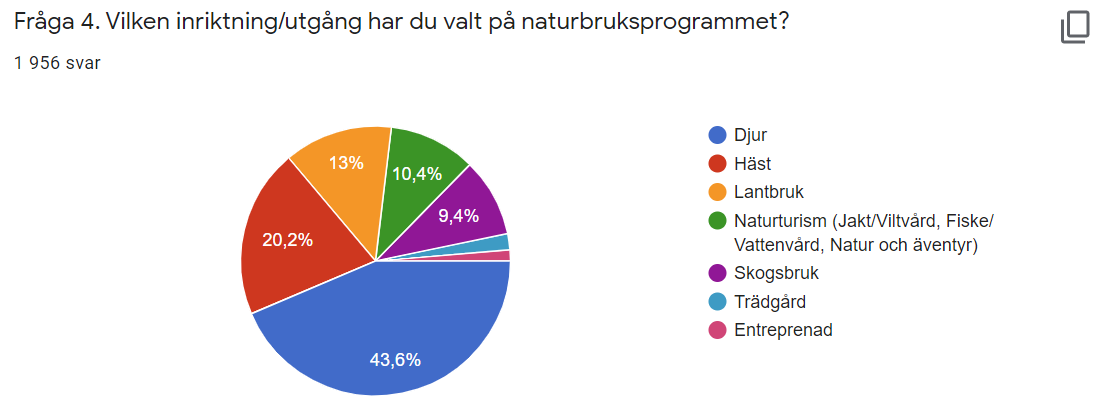 Fråga 4. Vilken inriktning/utgång har du valt på naturbruksprogrammet?
1 956 svar
13%
10,4%
9,4%
20,2%
43,6%
Djur
Häst
Lantbruk
Naturturism (Jakt/Viltvård, Fiske/
Vattenvård, Natur och äventyr)
Skogsbruk
Trädgård
Entreprenad